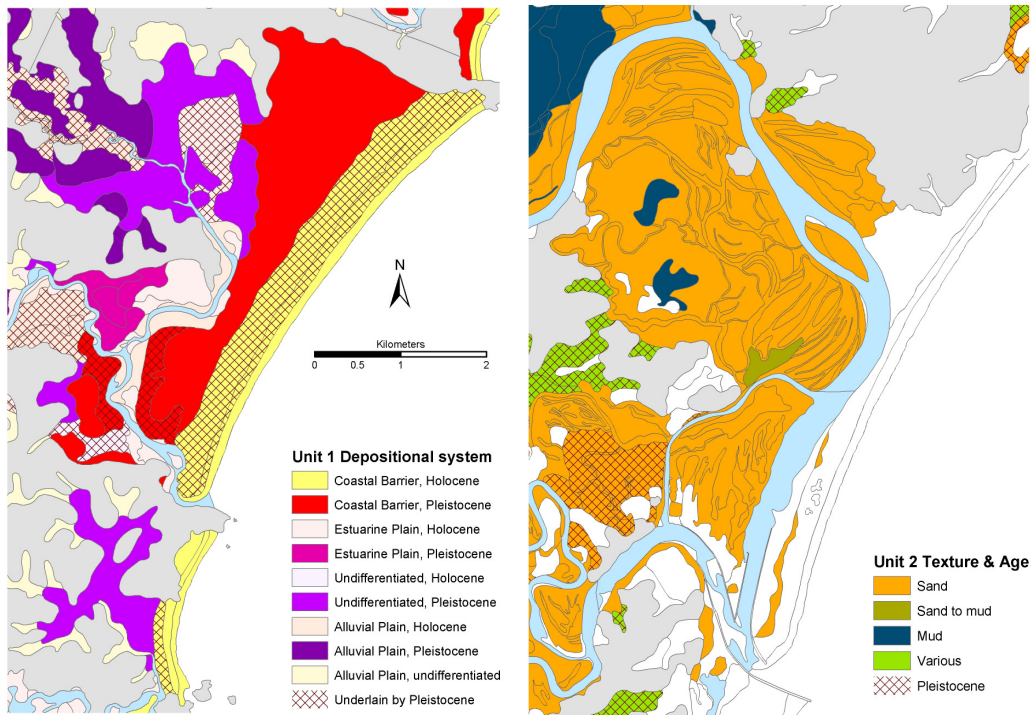 N
Kilometers
0 0.5 1 2
Unit 1 Depositional system
Coastal Barrier, Holocene
Coastal Barrier, Pleistocene
Estuarine Plain, Holocene
Estuarine Plain, Pleistocene
Undifferentiated, Holocene
Undifferentiated, Pleistocene
Alluvial Plain, Holocene
Alluvial Plain, Pleistocene
Alluvial Plain, undifferentiated
Underlain by Pleistocene
Unit 2 Texture & Age
Sand
Sand to mud
Mud
Various
Pleistocene